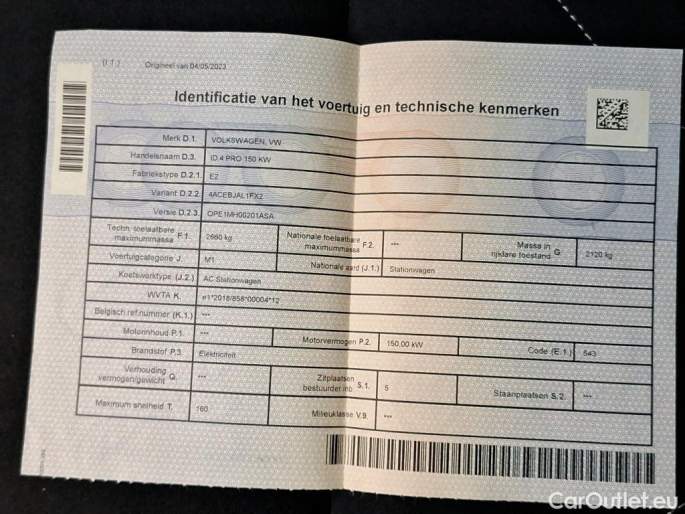 (I.1.) Origineel van 04/05/2023
Identificatie van het voertuig en technische kenmerken
Merk D.1. VOLKSWAGEN, VW
Handelsnaam D.3. ID.4 PRO 150 KW
Fabriekstype D.2.1. E2
Variant D.2.2. 4ACEBJAL1FX2
Versie D.2.3. OPE1MH00201ASA
Techn. toelaatbare maximummassa F.1. 2660 kg Nationale toelaatbare maximummassa F.2. --- Massa in rijklare toestand G. 2120 kg
Voertuigcategorie J. M1 Nationale aard (J.1.) Stationwagen
Koetswerktype (J.2.) AC Stationwagen
WVTA K. e1*2018/858*00004*12
Belgisch ref.nummer (K.1.) ---
Motorinhoud P.1. --- Motorvermogen P.2. 150,00 kW Code (E.1.) 543
Brandstof P.3. Elektriciteit
Verhouding vermogen/gewicht Q. --- Zitplaatsen bestuurder inb. S.1. 5 Staanplaatsen S.2. ---
Maximum snelheid T. 160 Milieuklasse V.9. ---
CarOutlet.eu